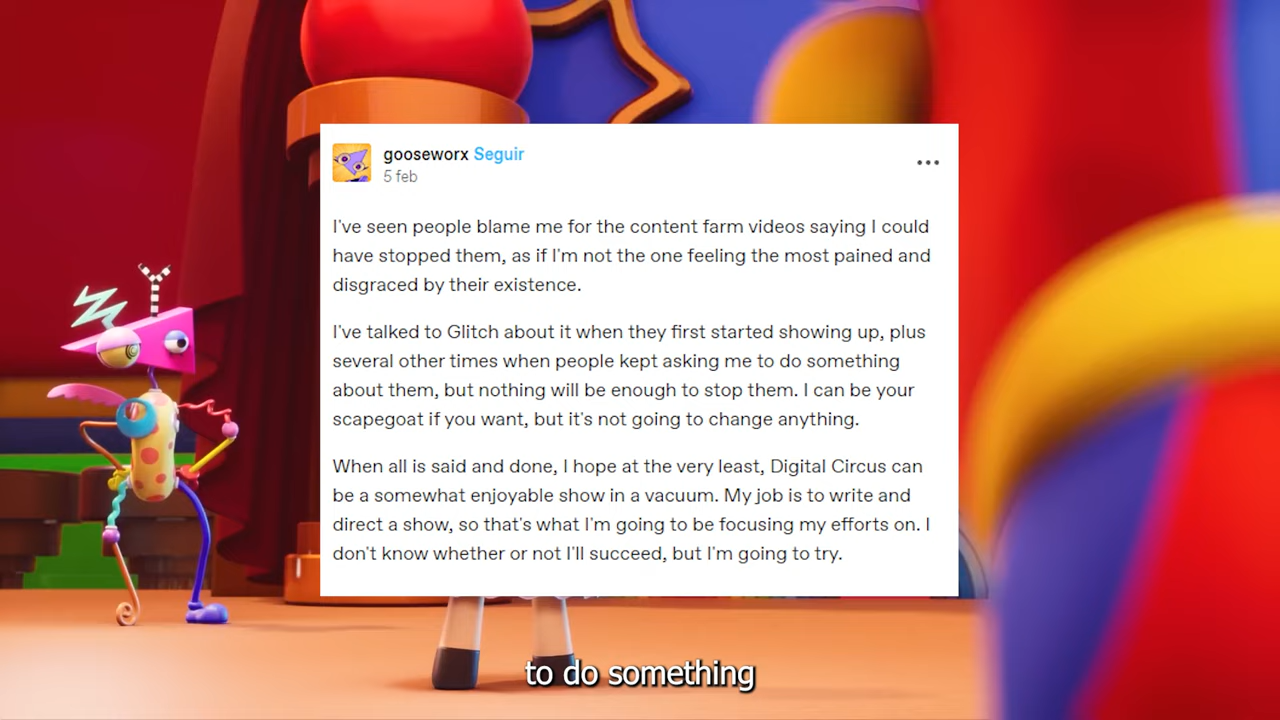 gooseworx Seguir
5 feb
I've seen people blame me for the content farm videos saying I could
have stopped them, as if I'm not the one feeling the most pained and
disgraced by their existence.
I've talked to Glitch about it when they first started showing up, plus
several other times when people kept asking me to do something
about them, but nothing will be enough to stop them. I can be your
scapegoat if you want, but it's not going to change anything.
When all is said and done, I hope at the very least, Digital Circus can
be a somewhat enjoyable show in a vacuum. My job is to write and
direct a show, so that's what I'm going to be focusing my efforts on. I
don't know whether or not I'll succeed, but I'm going to try.
to do something